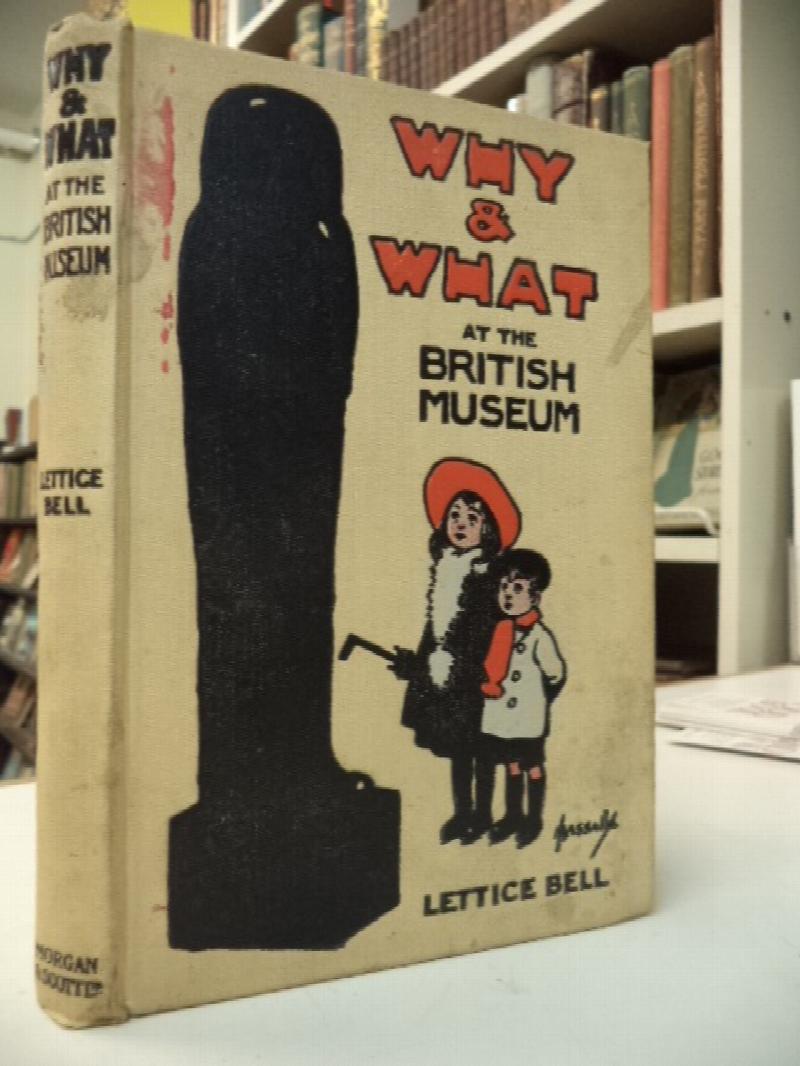 WHY
&
WHAT
AT THE
BRITISH
MUSEUM
LETTICE
BELL
MORGAN
& SCOTT LTD
WHY
&
WHAT
AT THE
BRITISH
MUSEUM
LETTICE BELL